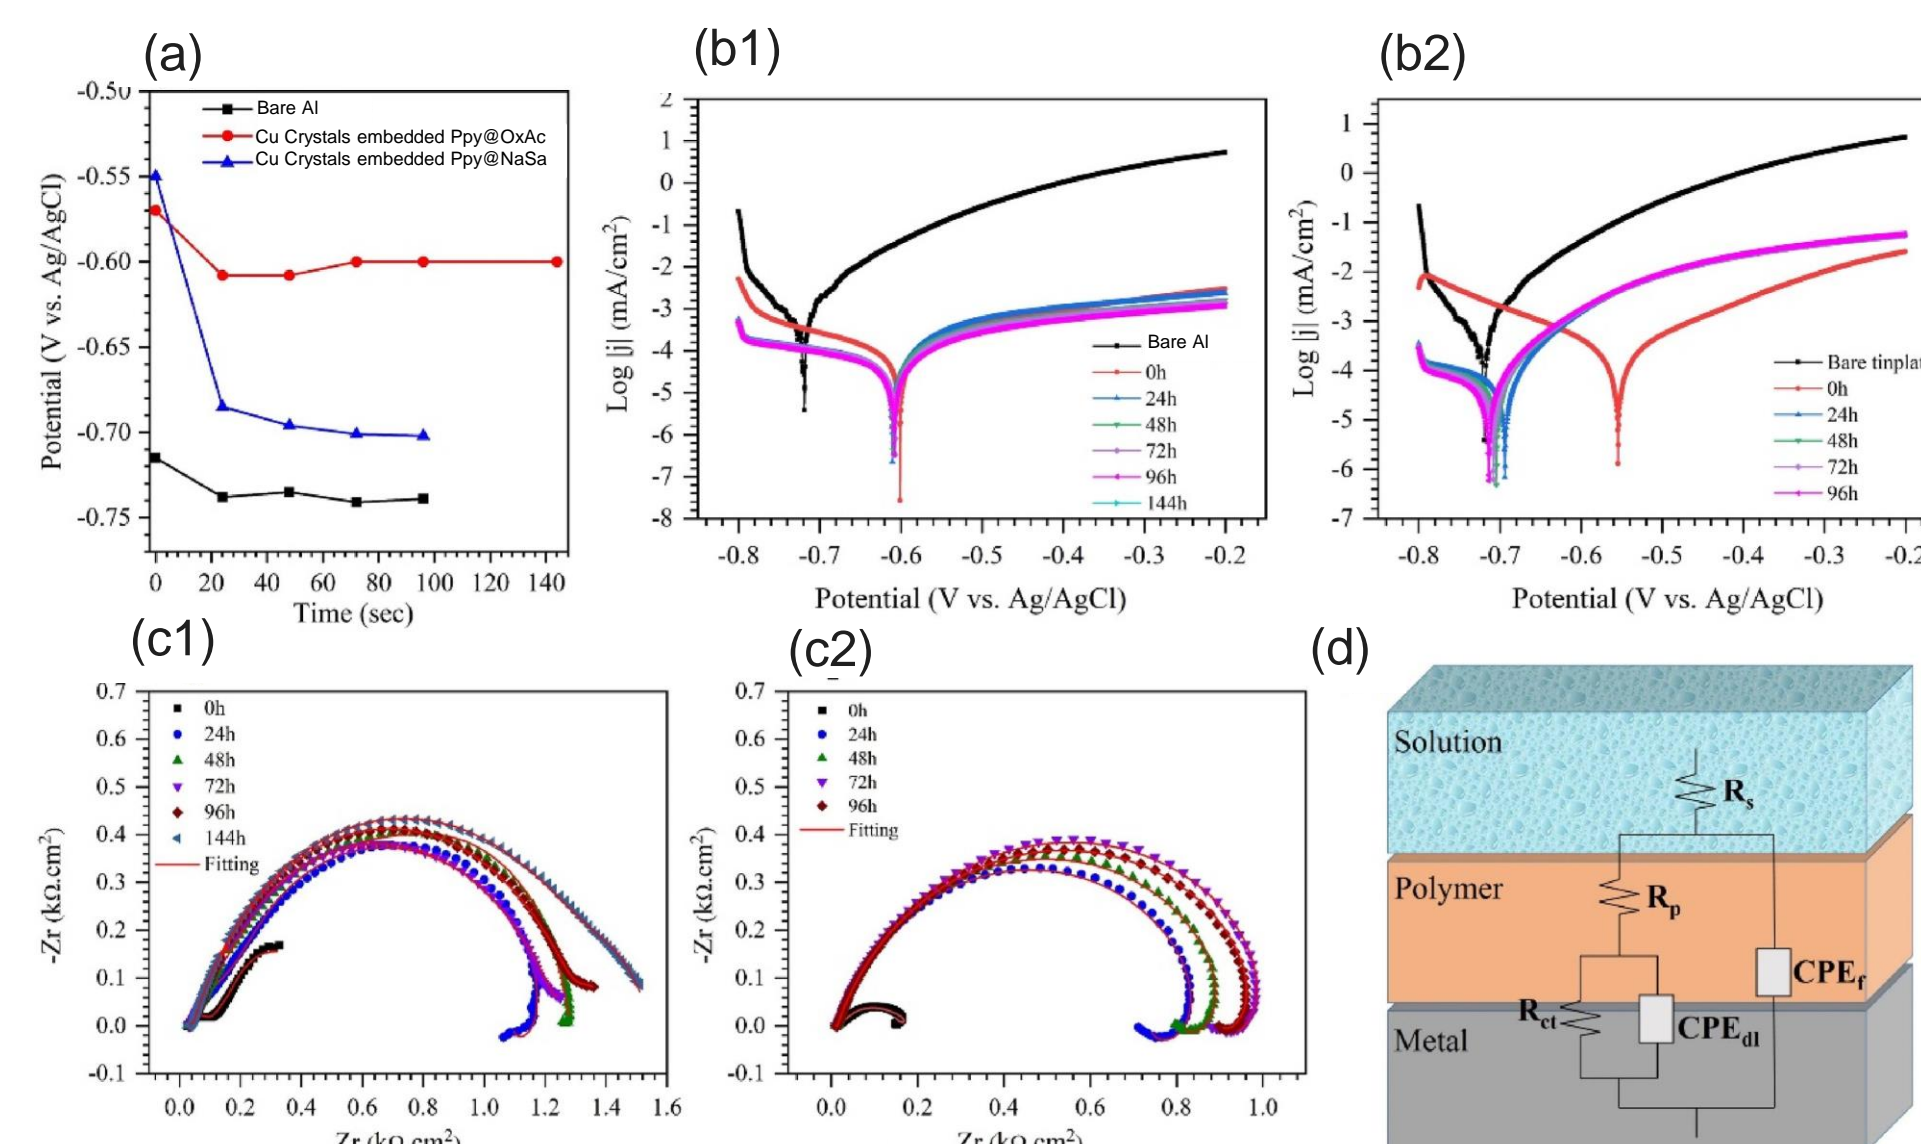 (a)
-0.50
-0.55
-0.60
-0.65
-0.70
-0.75
Potential (V vs. Ag/AgCl)
Bare Al
Cu Crystals embedded Ppy@OxAc
Cu Crystals embedded Ppy@NaSa
0 20 40 60 80 100 120 140
Time (sec)
(b1)
2
1
0
-1
-2
-3
-4
-5
-6
-7
-8
Log |j| (mA/cm²)
Bare Al
0h
24h
48h
72h
96h
144h
-0.8 -0.7 -0.6 -0.5 -0.4 -0.3 -0.2
Potential (V vs. Ag/AgCl)
(b2)
1
0
-1
-2
-3
-4
-5
-6
-7
Log |j| (mA/cm²)
Bare tinplat
0h
24h
48h
72h
96h
-0.8 -0.7 -0.6 -0.5 -0.4 -0.3 -0.2
Potential (V vs. Ag/AgCl)
(c1)
0.7
0.6
0.5
0.4
0.3
0.2
0.1
0.0
-0.1
-Zr (kΩ.cm²)
0h
24h
48h
72h
96h
144h
Fitting
0.0 0.2 0.4 0.6 0.8 1.0 1.2 1.4 1.6
Zr (kΩ.cm²)
(c2)
0.7
0.6
0.5
0.4
0.3
0.2
0.1
0.0
-0.1
-Zr (kΩ.cm²)
0h
24h
48h
72h
96h
Fitting
0.0 0.2 0.4 0.6 0.8 1.0
Zr (kΩ.cm²)
(d)
Solution
Rs
Polymer
Rp
CPEf
Rct
CPEdl
Metal